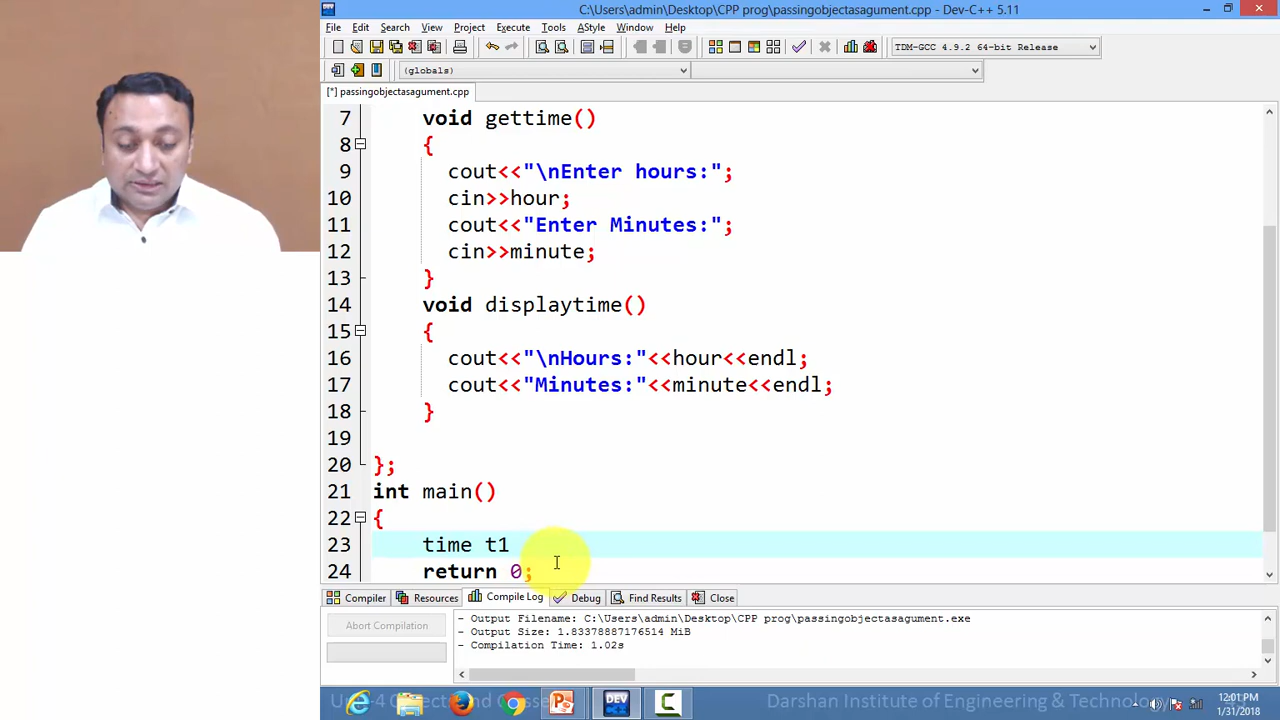 C:\Users\admin\Desktop\CPP prog\passingobjectasagument.cpp - Dev-C++ 5.11
File Edit Search View Project Execute Tools AStyle Window Help
TDM-GCC 4.9.2 64-bit Release
(globals)
[*] passingobjectasagument.cpp
7 void gettime()
8 {
9 cout<<"\nEnter hours:";
10 cin>>hour;
11 cout<<"Enter Minutes:";
12 cin>>minute;
13 }
14 void displaytime()
15 {
16 cout<<"\nHours:"<<hour<<endl;
17 cout<<"Minutes:"<<minute<<endl;
18 }
19
20 };
21 int main()
22 {
23 time t1
24 return 0;
Compiler Resources Compile Log Debug Find Results Close
Abort Compilation
- Output Filename: C:\Users\admin\Desktop\CPP prog\passingobjectasagument.exe
- Output Size: 1.83378887176514 MiB
- Compilation Time: 1.02s
Darshan Institute of Engineering & Technology
12:01 PM
1/31/2018